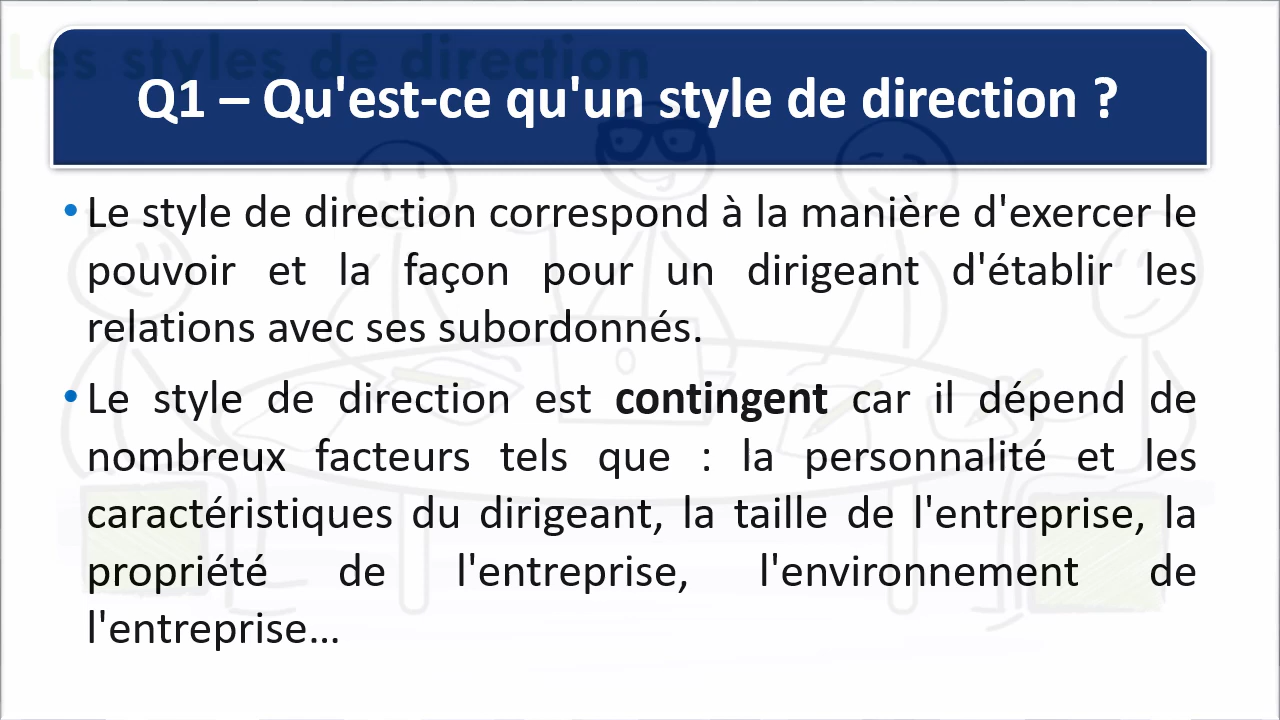 Les styles de direction
Q1 – Qu'est-ce qu'un style de direction ?
• Le style de direction correspond à la manière d'exercer le
pouvoir et la façon pour un dirigeant d'établir les
relations avec ses subordonnés.
• Le style de direction est contingent car il dépend de
nombreux facteurs tels que : la personnalité et les
caractéristiques du dirigeant, la taille de l'entreprise, la
propriété de l'entreprise, l'environnement de
l'entreprise…